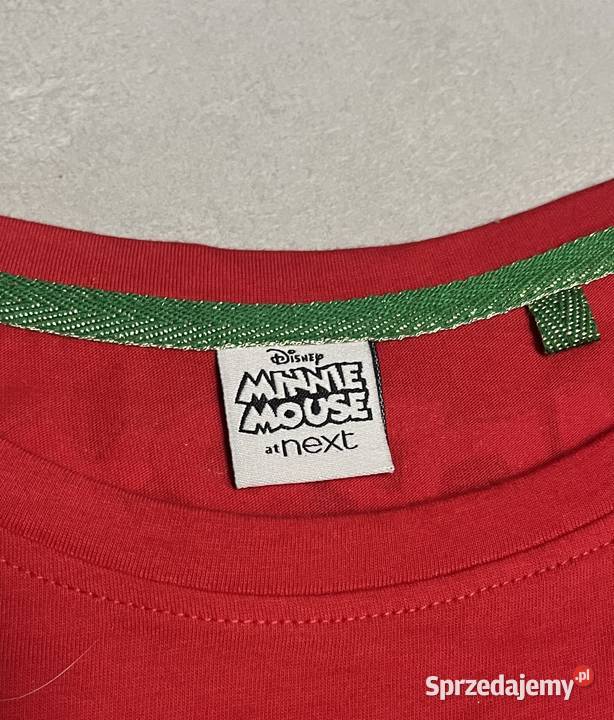 Disney
MINNIE
MOUSE
at next
Sprzedajemy.pl